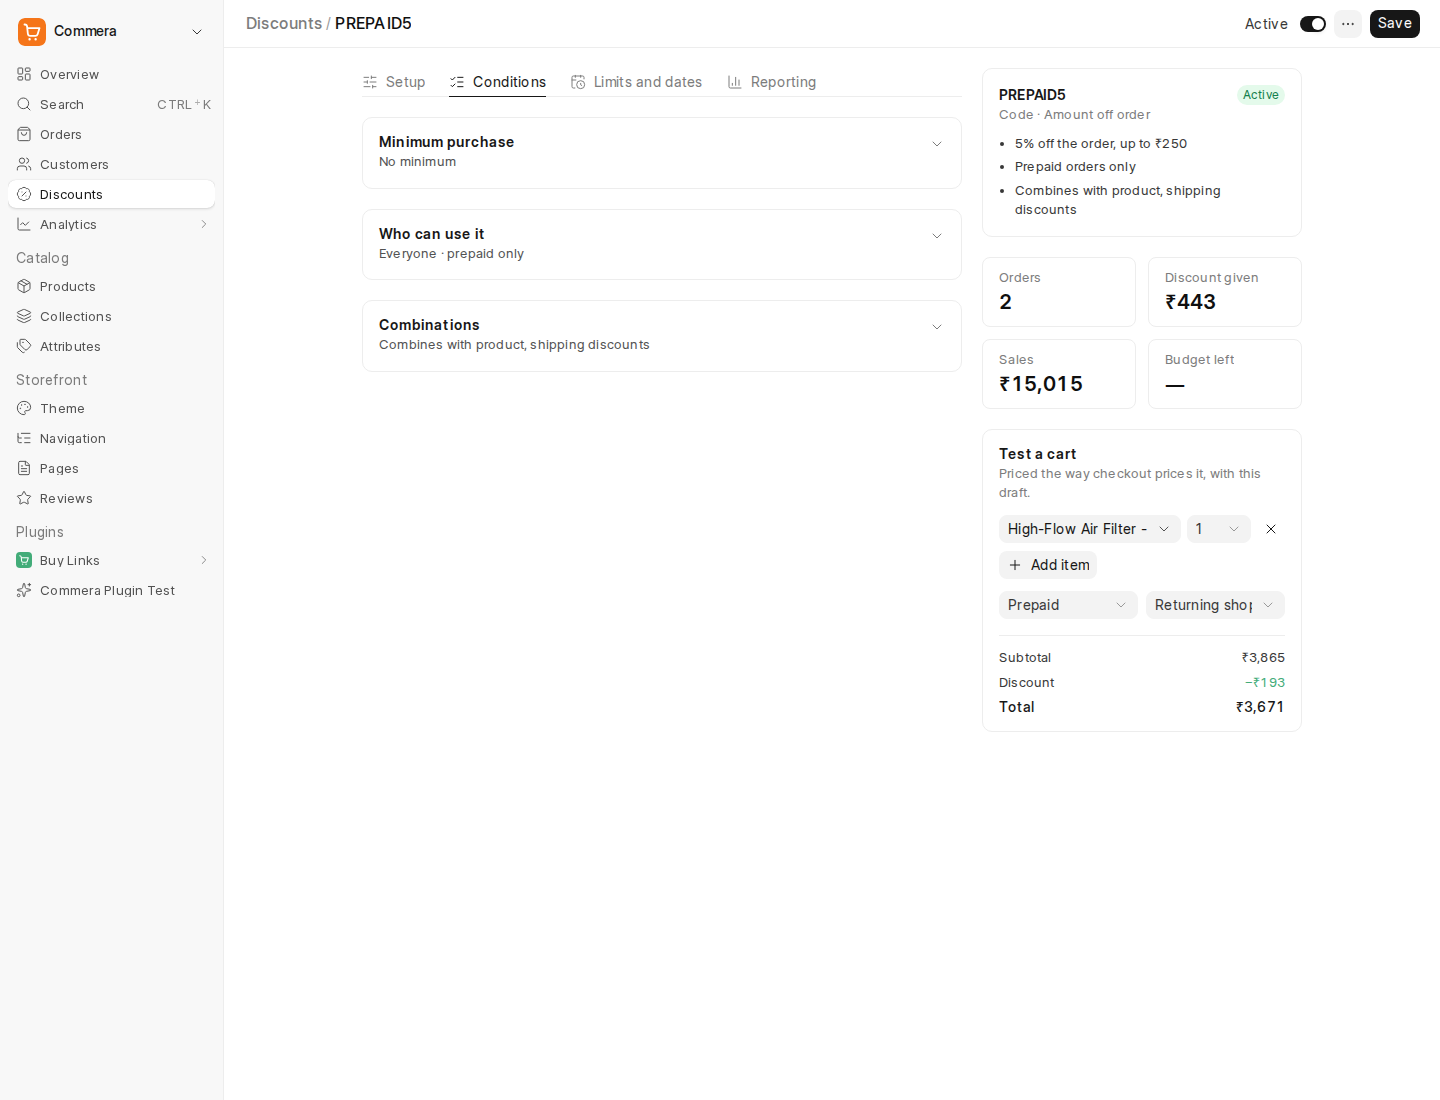 Commera
Overview
Search CTRL + K
Orders
Customers
Discounts
Analytics
Catalog
Products
Collections
Attributes
Storefront
Theme
Navigation
Pages
Reviews
Plugins
Buy Links
Commera Plugin Test
Discounts / PREPAID5
Active
Save
Setup
Conditions
Limits and dates
Reporting
Minimum purchase
No minimum
Who can use it
Everyone · prepaid only
Combinations
Combines with product, shipping discounts
PREPAID5 Active
Code · Amount off order
• 5% off the order, up to ₹250
• Prepaid orders only
• Combines with product, shipping
discounts
Orders
2
Discount given
₹443
Sales
₹15,015
Budget left
—
Test a cart
Priced the way checkout prices it, with this
draft.
High-Flow Air Filter - 1
Add item
Prepaid Returning shop
Subtotal ₹3,865
Discount −₹193
Total ₹3,671